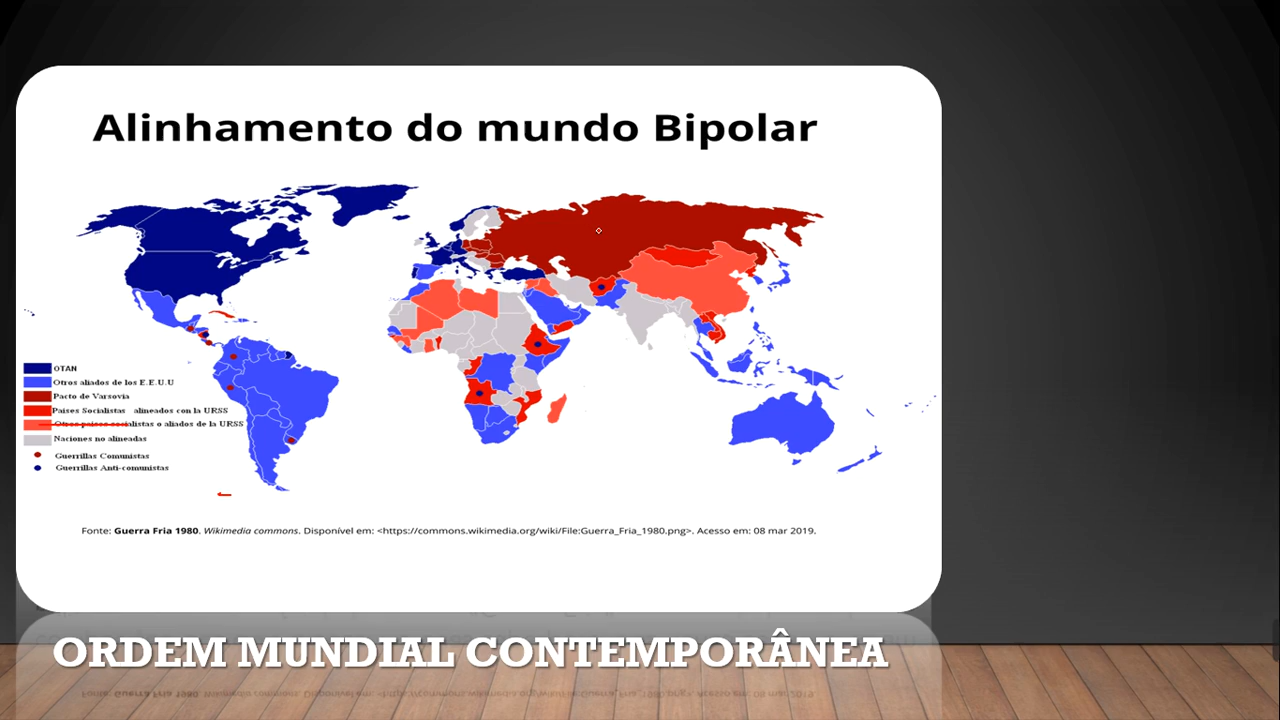 Alinhamento do mundo Bipolar
OTAN
Otros aliados de los E.E.U.U
Pacto de Varsovia
Países Socialistas alineados con la URSS
Otros países socialistas o aliados de la URSS
Naciones no alineadas
Guerrillas Comunistas
Guerrillas Anti-comunistas
Fonte: Guerra Fria 1980. Wikimedia commons. Disponível em: <https://commons.wikimedia.org/wiki/File:Guerra_Fria_1980.png>. Acesso em: 08 mar 2019.
ORDEM MUNDIAL CONTEMPORÂNEA